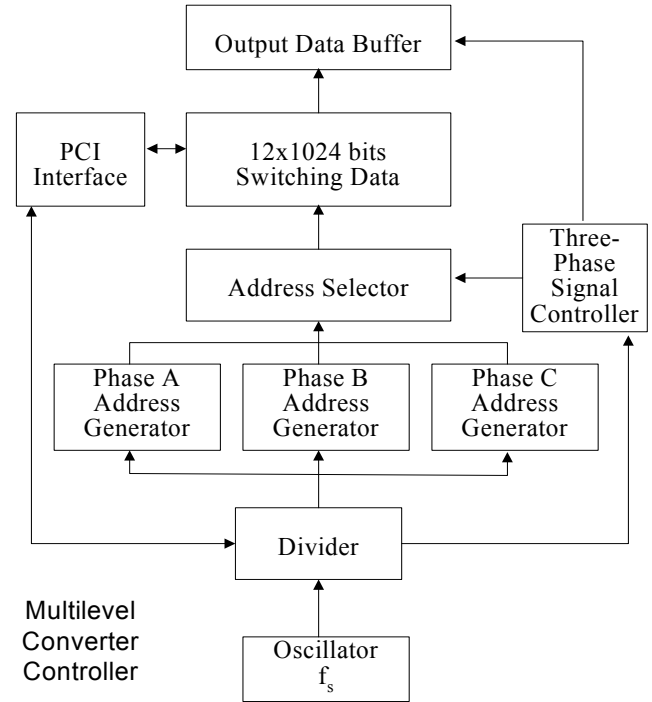 Output Data Buffer
PCI
Interface
12x1024 bits
Switching Data
Three-
Phase
Signal
Controller
Address Selector
Phase A
Address
Generator
Phase B
Address
Generator
Phase C
Address
Generator
Divider
Multilevel
Converter
Controller
Oscillator
fs